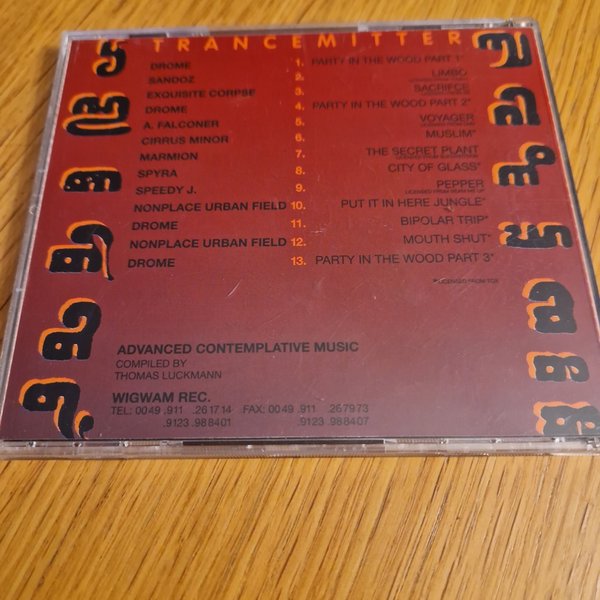 TRANCEMITTER
DROME 1. PARTY IN THE WOOD PART 1*
SANDOZ 2. LIMBO
EXQUISITE CORPSE 3. SACRIFECE
DROME 4. PARTY IN THE WOOD PART 2*
A. FALCONER 5. VOYAGER
CIRRUS MINOR 6. MUSLIM*
MARMION 7. THE SECRET PLANT
SPYRA 8. CITY OF GLASS*
SPEEDY J. 9. PEPPER
NONPLACE URBAN FIELD 10. PUT IT IN HERE JUNGLE*
DROME 11. BIPOLAR TRIP*
NONPLACE URBAN FIELD 12. MOUTH SHUT*
DROME 13. PARTY IN THE WOOD PART 3*
*LICENSED FROM
ADVANCED CONTEMPLATIVE MUSIC
COMPILED BY
THOMAS LUCKMANN
WIGWAM REC.
TEL: 0049 .911 .261714 FAX: 0049 .911 .267973
.9123 .988401 .9123 .988407